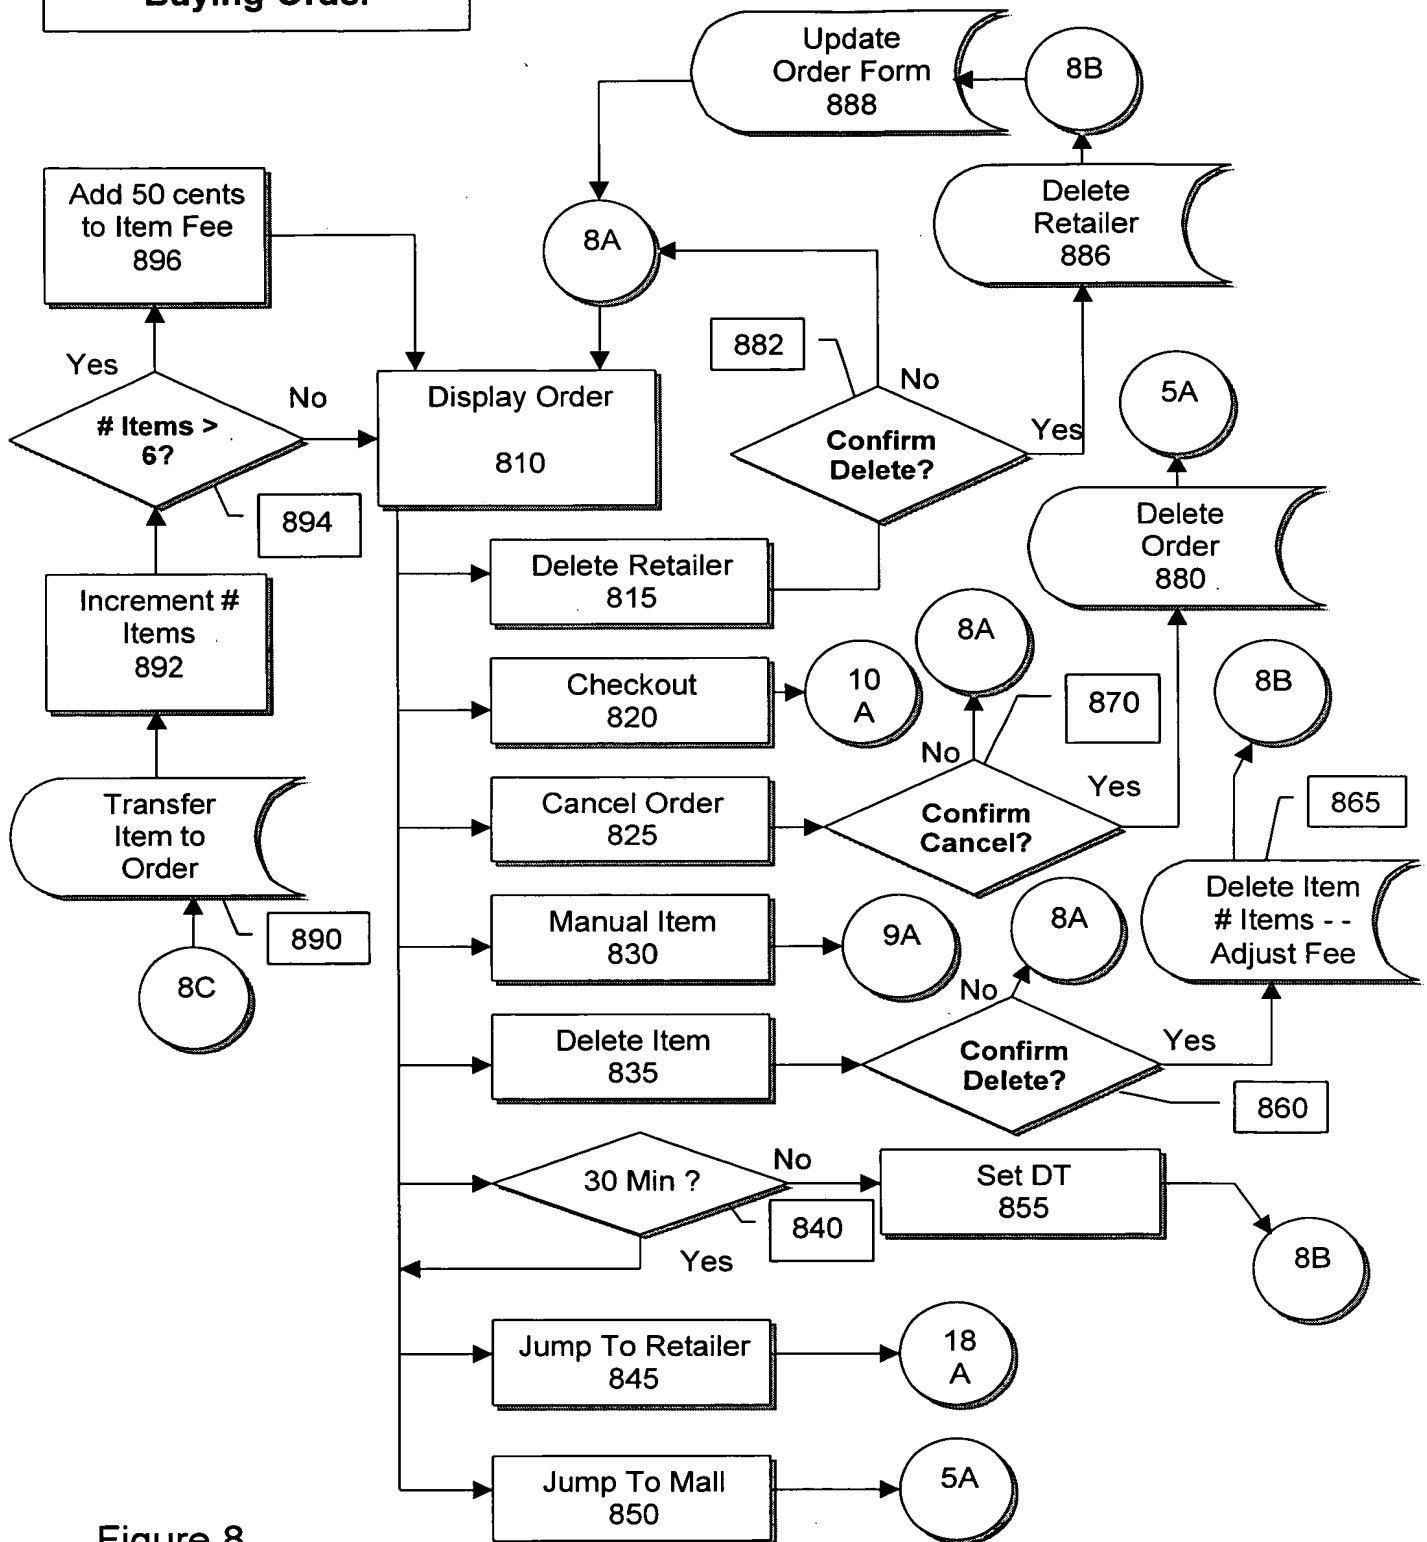 Buying Order
Update
Order Form
888
8B
Add 50 cents
to Item Fee
896
8A
Delete
Retailer
886
882
Yes
No
# Items >
6?
No
Display Order
810
Confirm
Delete?
Yes
5A
894
Delete
Order
880
Increment #
Items
892
Delete Retailer
815
8A
Checkout
820
10
A
870
8B
No
Transfer
Item to
Order
Cancel Order
825
Confirm
Cancel?
Yes
865
890
Manual Item
830
9A
8A
Delete Item
# Items - -
Adjust Fee
8C
No
Delete Item
835
Confirm
Delete?
Yes
860
30 Min ?
No
Set DT
855
840
Yes
8B
Jump To Retailer
845
18
A
Jump To Mall
850
5A
Figure 8